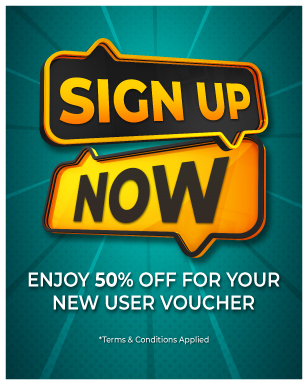 SIGN UP
NOW
ENJOY 50% OFF FOR YOUR
NEW USER VOUCHER
*Terms & Conditions Applied